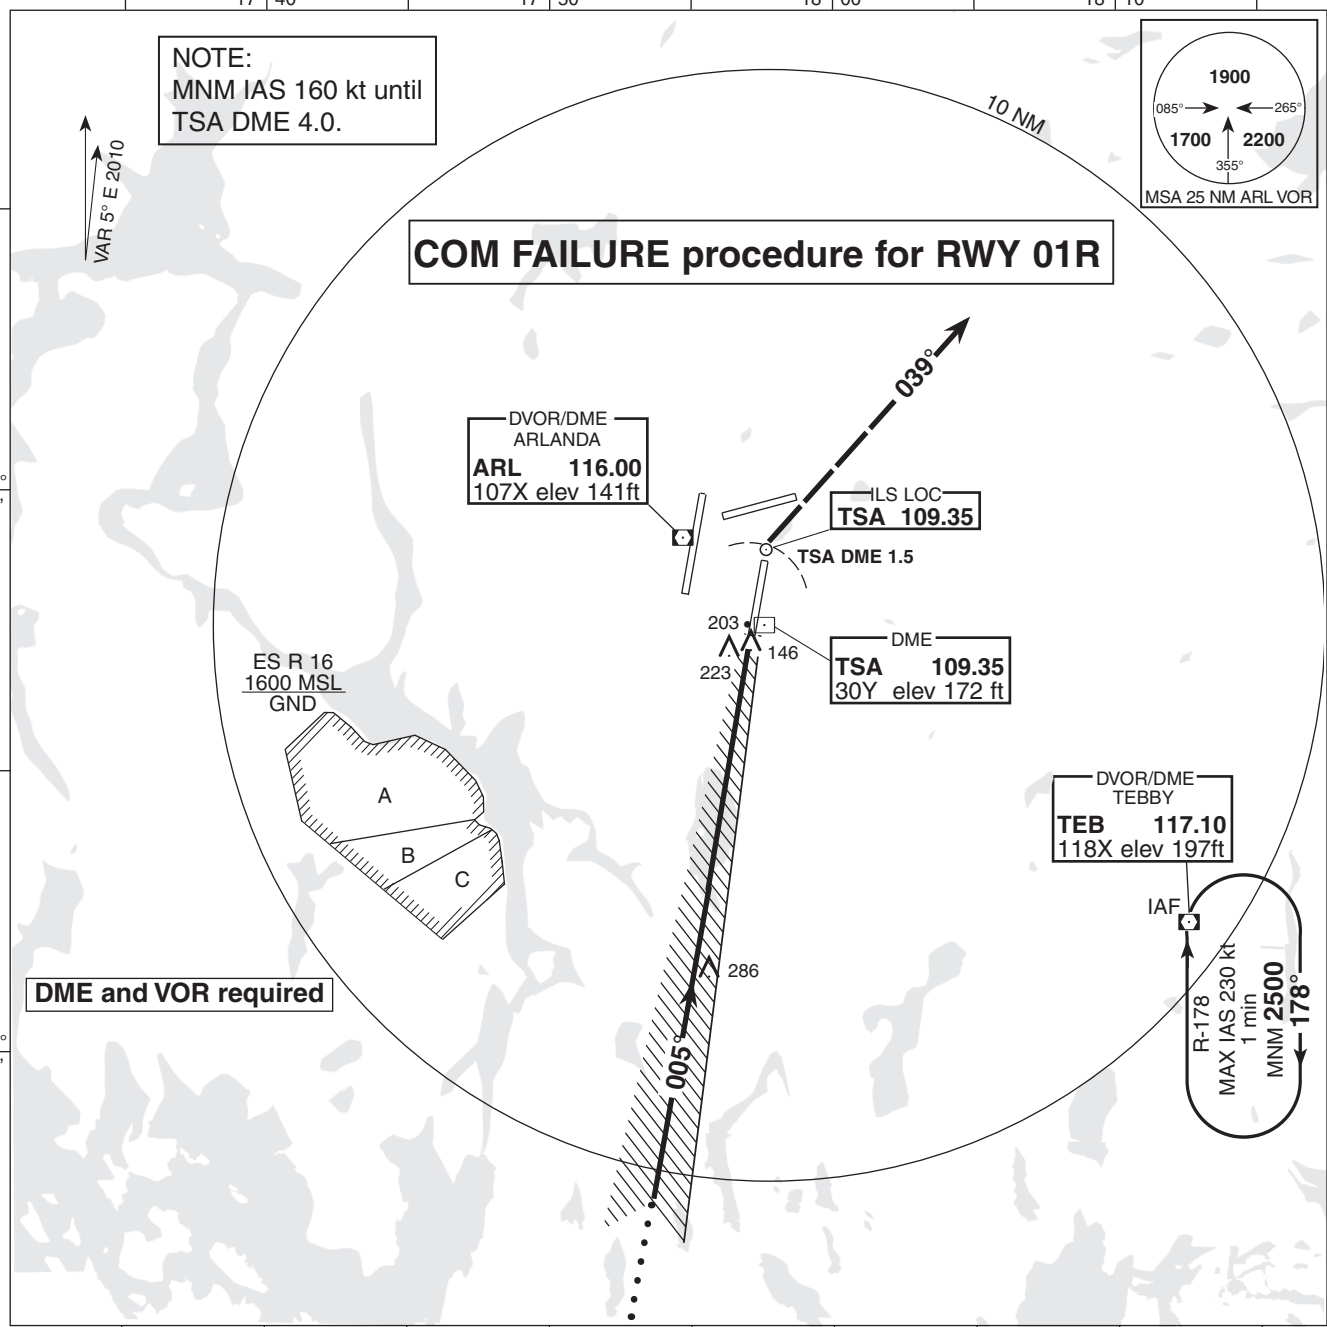 17° 40'
17° 50'
18° 00'
18° 10'
NOTE:
MNM IAS 160 kt until
TSA DME 4.0.
1900
085°
265°
1700
2200
355°
MSA 25 NM ARL VOR
10 NM
VAR 5° E 2010
COM FAILURE procedure for RWY 01R
039°
DVOR/DME
ARLANDA
ARL 116.00
107X elev 141ft
ILS LOC
TSA 109.35
TSA DME 1.5
203
146
223
DME
TSA 109.35
30Y elev 172 ft
ES R 16
1600 MSL
GND
A
B
C
DVOR/DME
TEBBY
TEB 117.10
118X elev 197ft
IAF
R-178
MAX IAS 230 kt
1 min
MNM 2500
178°
286
DME and VOR required
005°